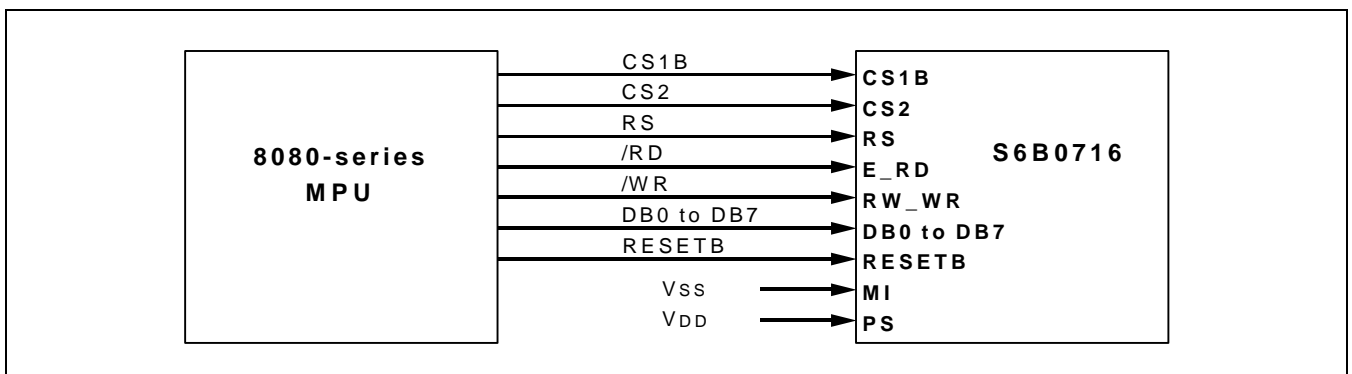 8080-series
MPU
CS1B
CS2
RS
/RD
/WR
DB0 to DB7
RESETB
VSS
VDD
CS1B
CS2
RS
E_RD
RW_WR
DB0 to DB7
RESETB
MI
PS
S6B0716